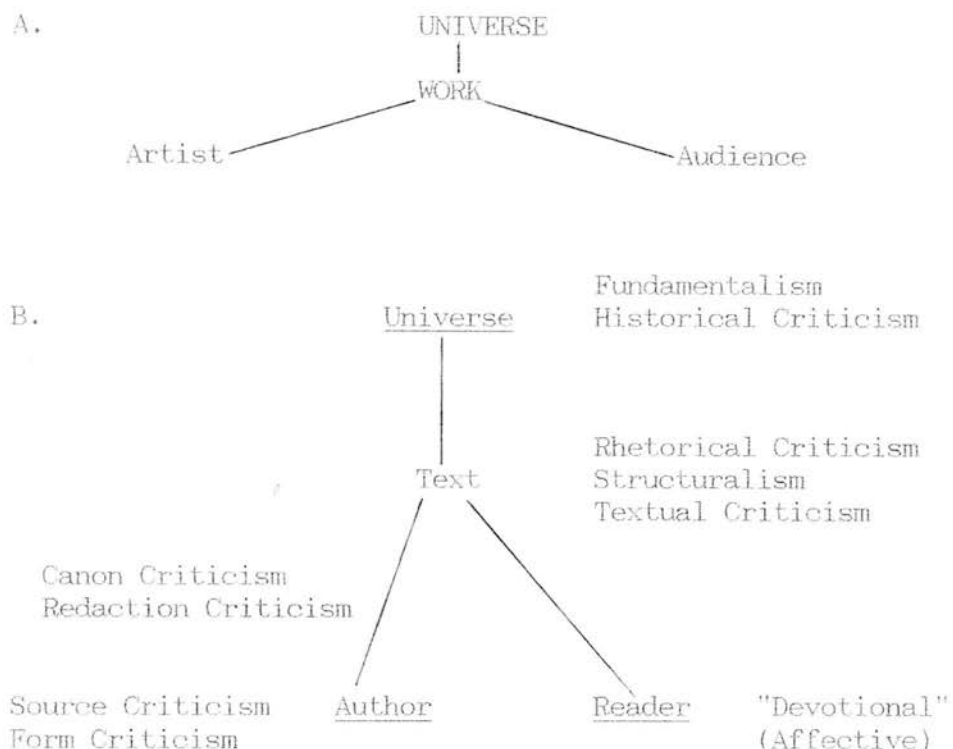 A.
UNIVERSE
WORK
Artist
Audience
B.
Universe
Fundamentalism
Historical Criticism
Text
Rhetorical Criticism
Structuralism
Textual Criticism
Canon Criticism
Redaction Criticism
Source Criticism
Form Criticism
Author
Reader
"Devotional"
(Affective)